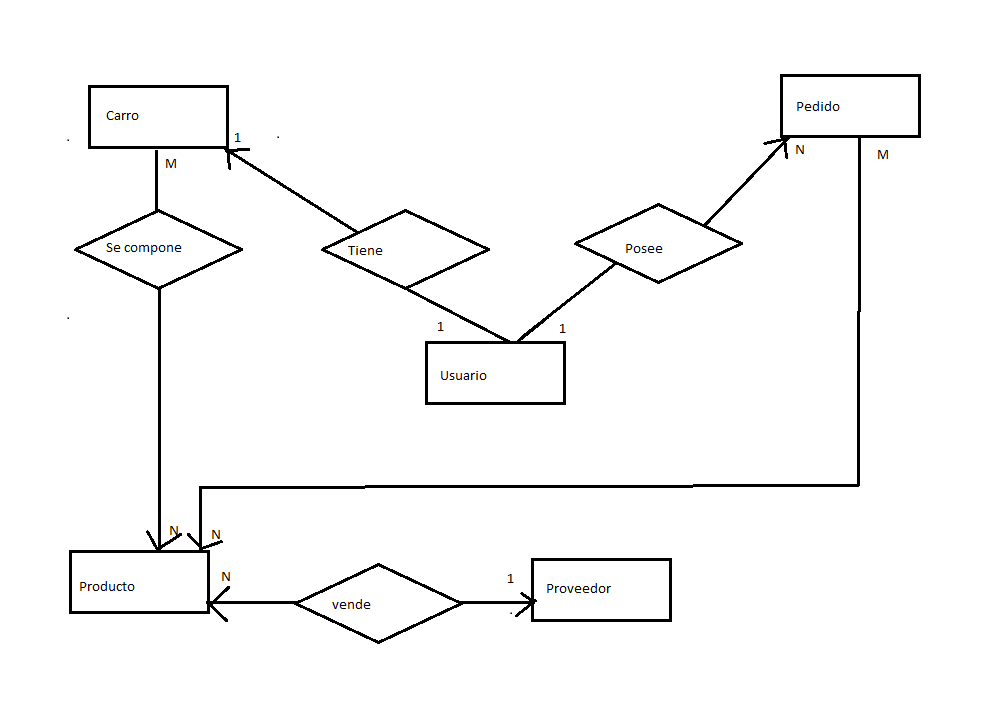 Pedido
Carro
1
N
M
M
Se compone
Tiene
Posee
1
1
Usuario
N
N
N
1
Producto
vende
Proveedor